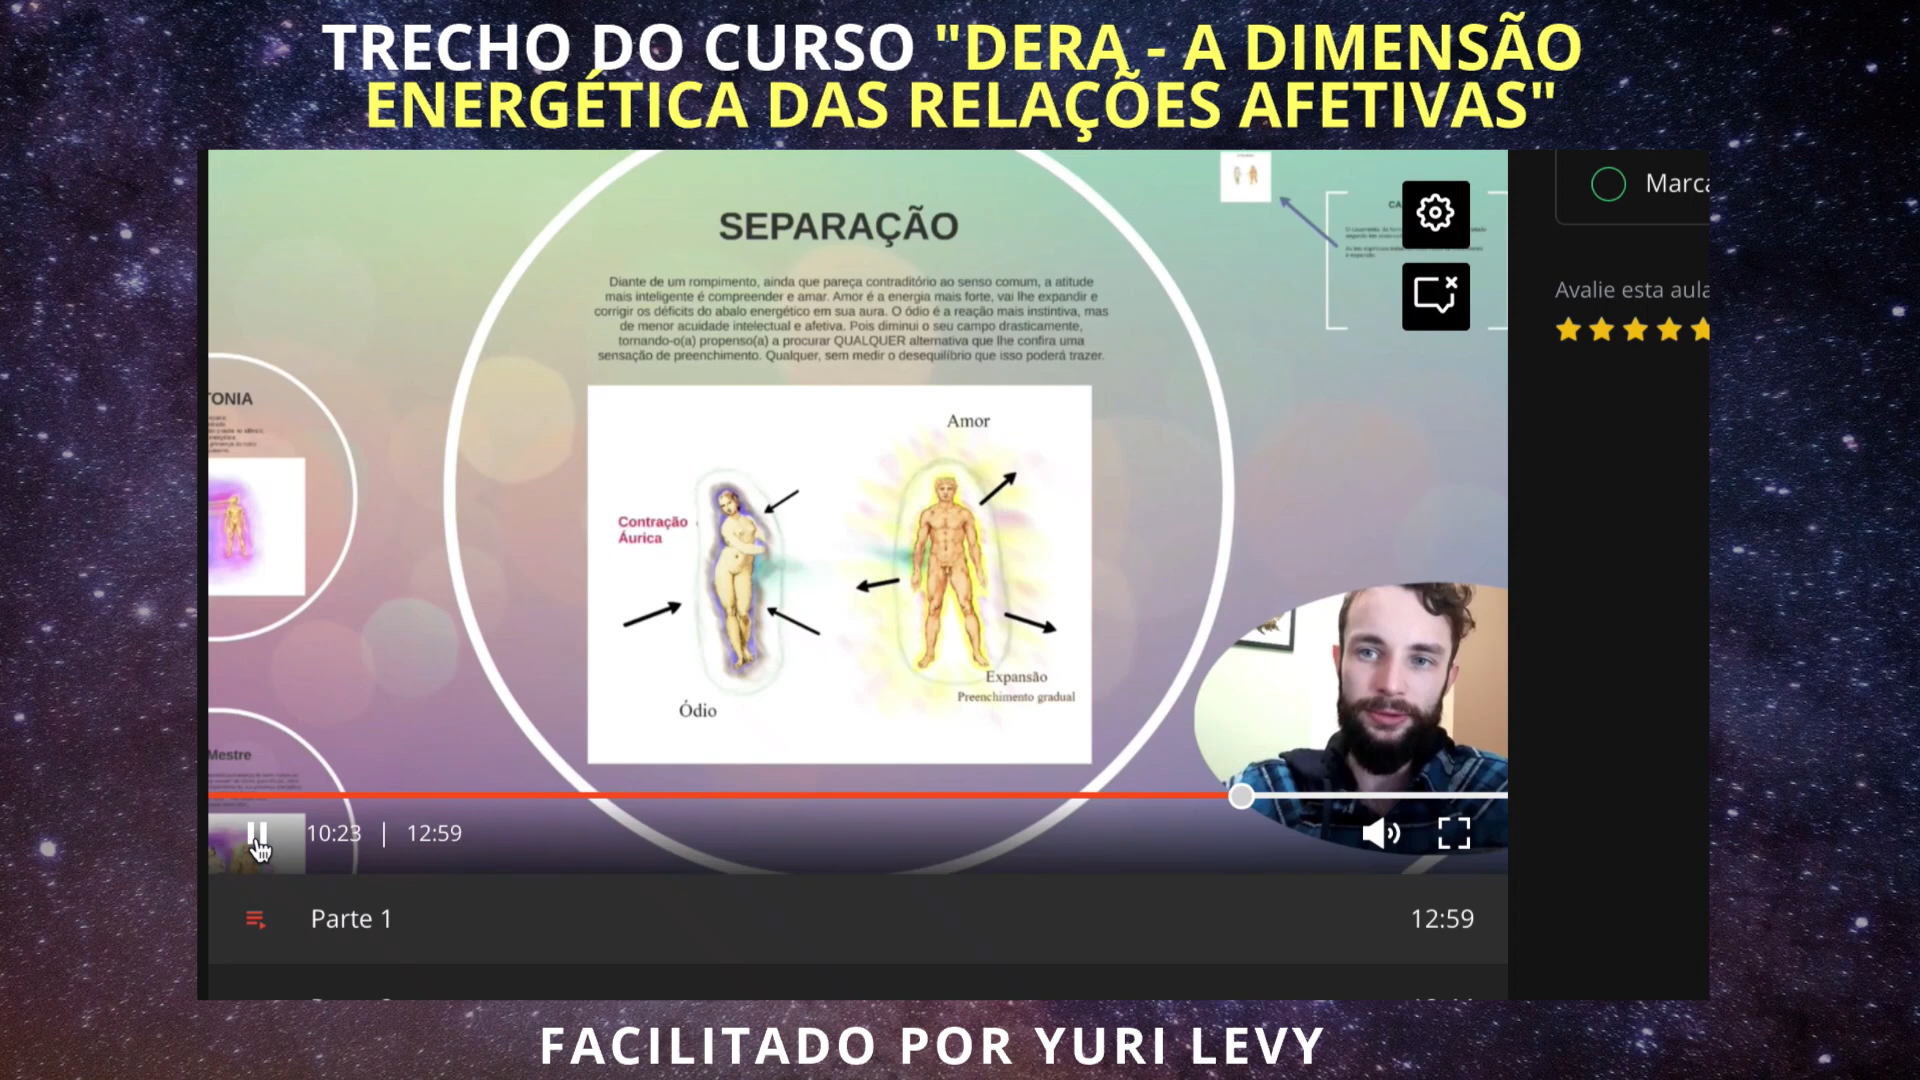 TRECHO DO CURSO "DERA - A DIMENSÃO
ENERGÉTICA DAS RELAÇÕES AFETIVAS"
SEPARAÇÃO
Diante de um rompimento, ainda que pareça contraditório ao senso comum, a atitude
mais inteligente é compreender e amar. Amor é a energia mais forte, vai lhe expandir e
corrigir os déficits do abalo energético em sua aura. O ódio é a reação mais instintiva, mas
de menor acuidade intelectual e afetiva. Pois diminui o seu campo drasticamente,
tornando-o(a) propenso(a) a procurar QUALQUER alternativa que lhe confira uma
sensação de preenchimento. Qualquer, sem medir o desequilíbrio que isso poderá trazer.
CA
Marca
Avalie esta aula
TONIA
Amor
Contração
Áurica
Expansão
Preenchimento gradual
Ódio
Mestre
10:23 | 12:59
Parte 1
12:59
FACILITADO POR YURI LEVY